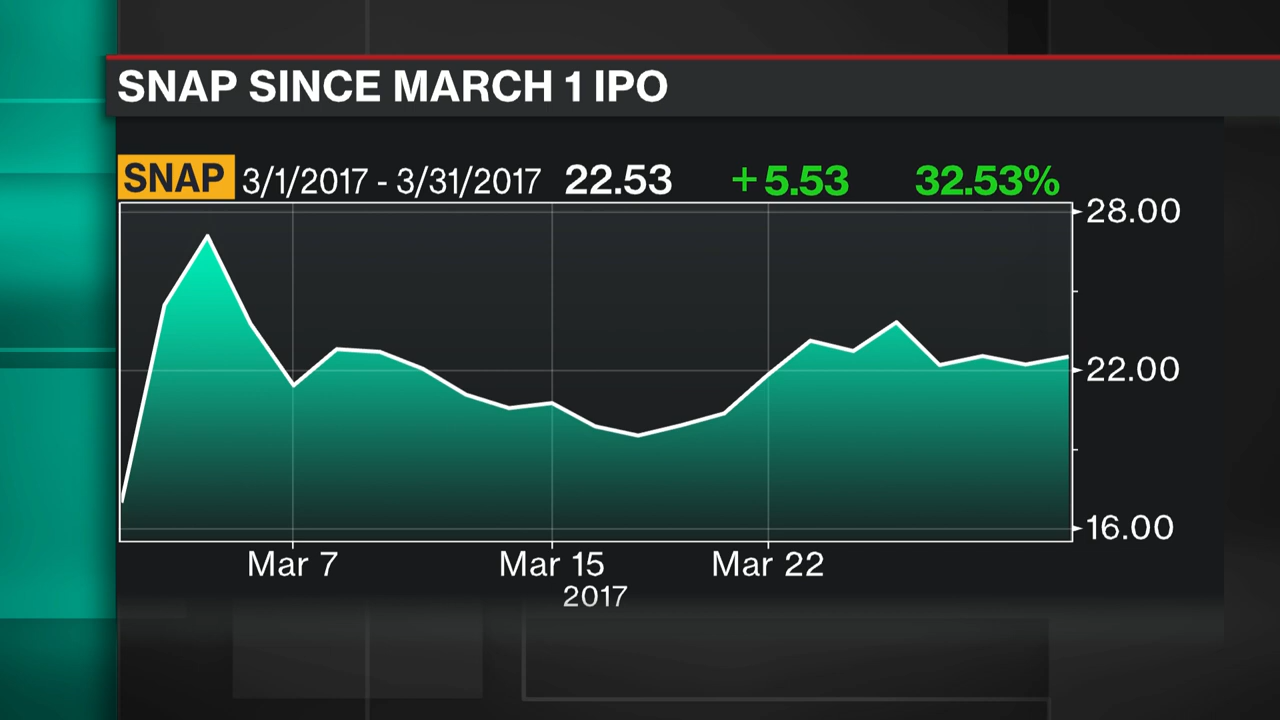 SNAP SINCE MARCH 1 IPO
SNAP 3/1/2017 - 3/31/2017 22.53 +5.53 32.53%
28.00
22.00
16.00
Mar 7 Mar 15 Mar 22
2017